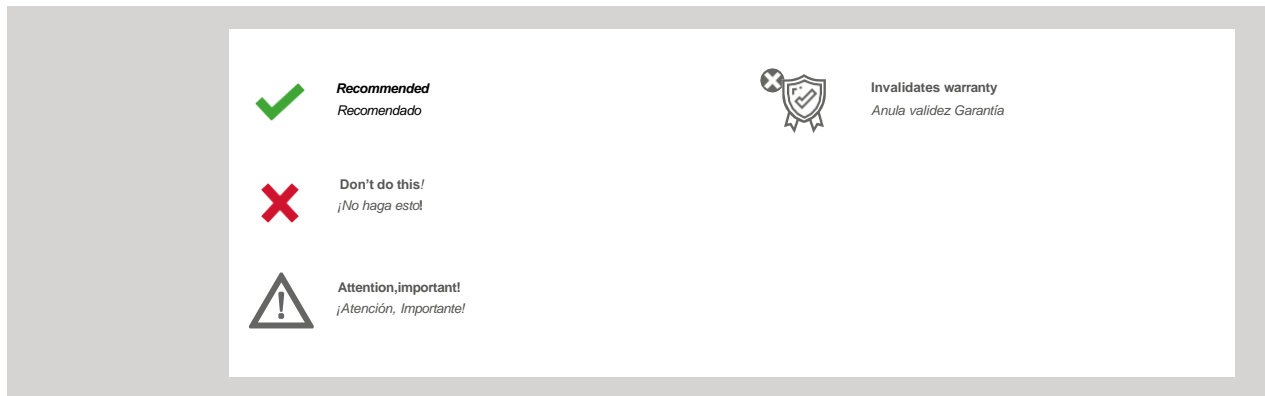 Recommended
Recomendado
Invalidates warranty
Anula validez Garantía
Don’t do this!
¡No haga esto!
Attention,important!
¡Atención, Importante!